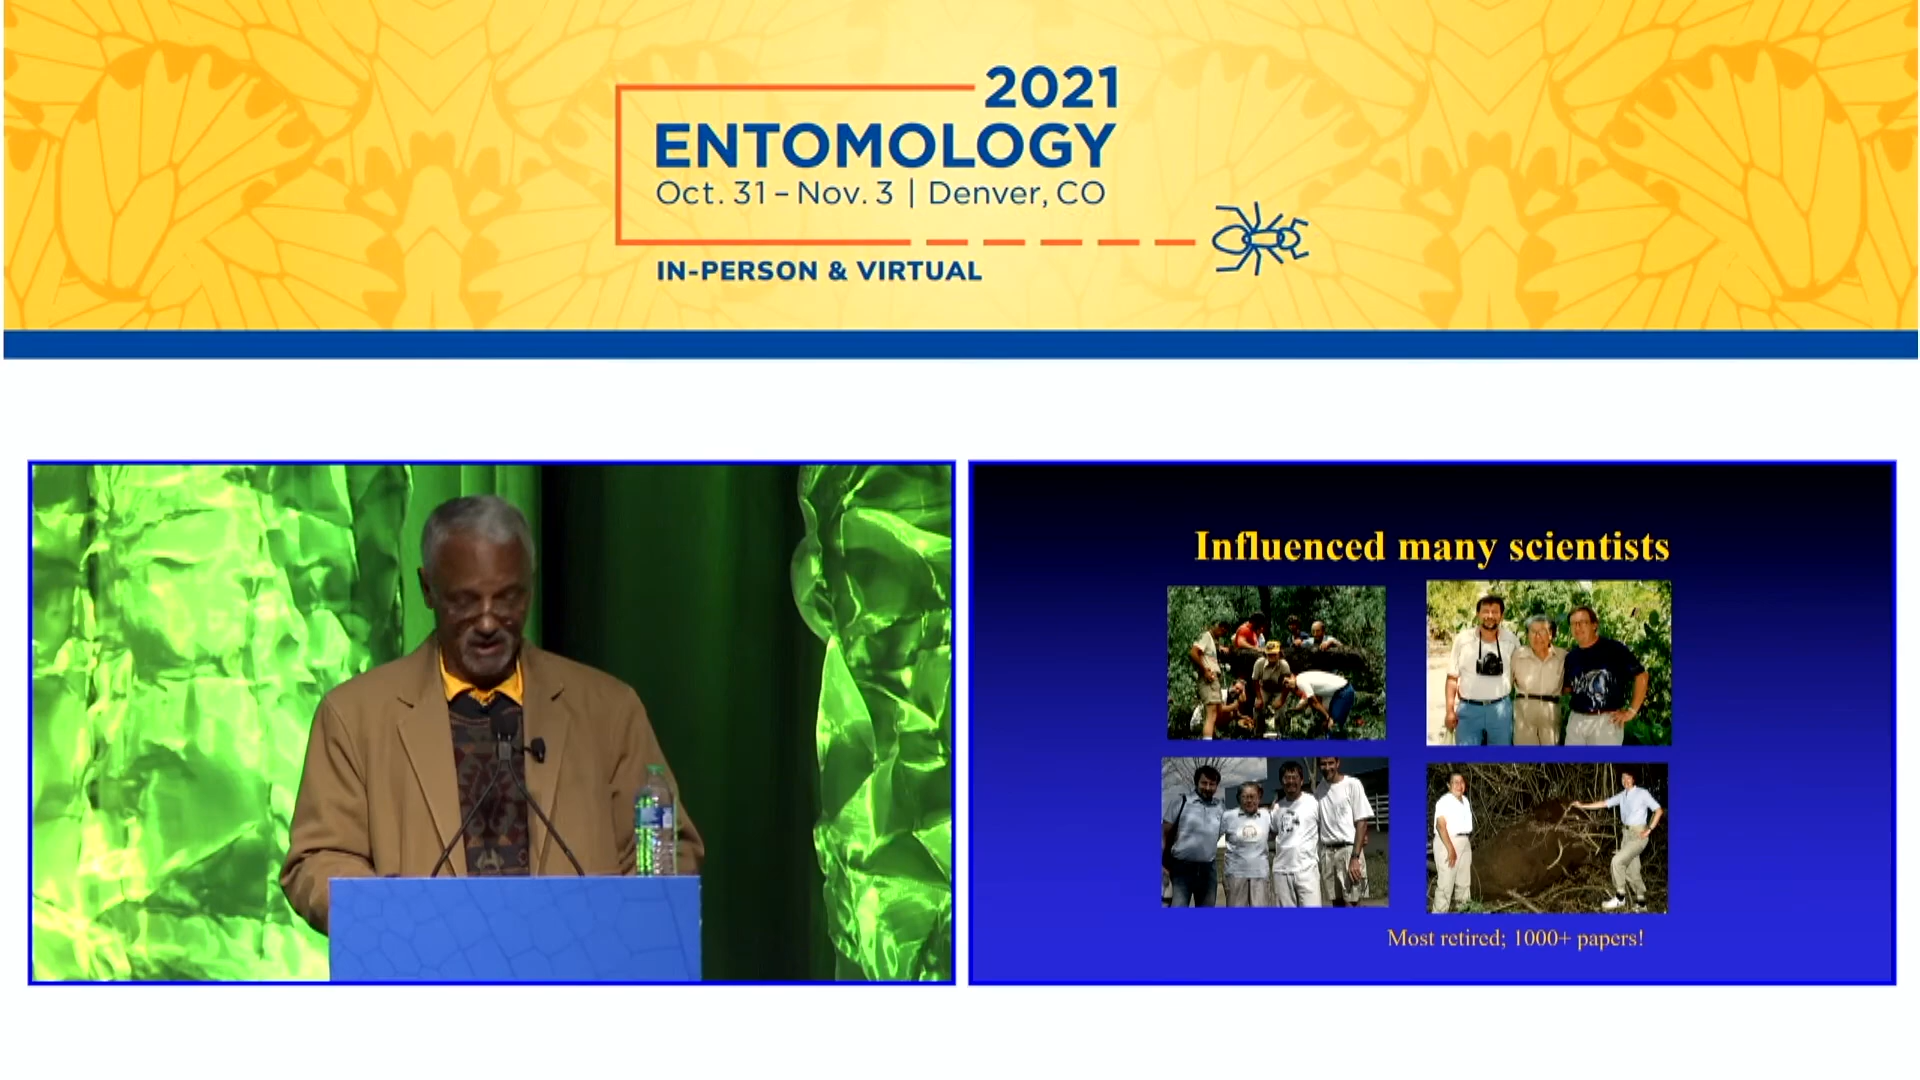 2021
ENTOMOLOGY
Oct. 31 – Nov. 3 | Denver, CO
IN-PERSON & VIRTUAL
Influenced many scientists
Most retired; 1000+ papers!